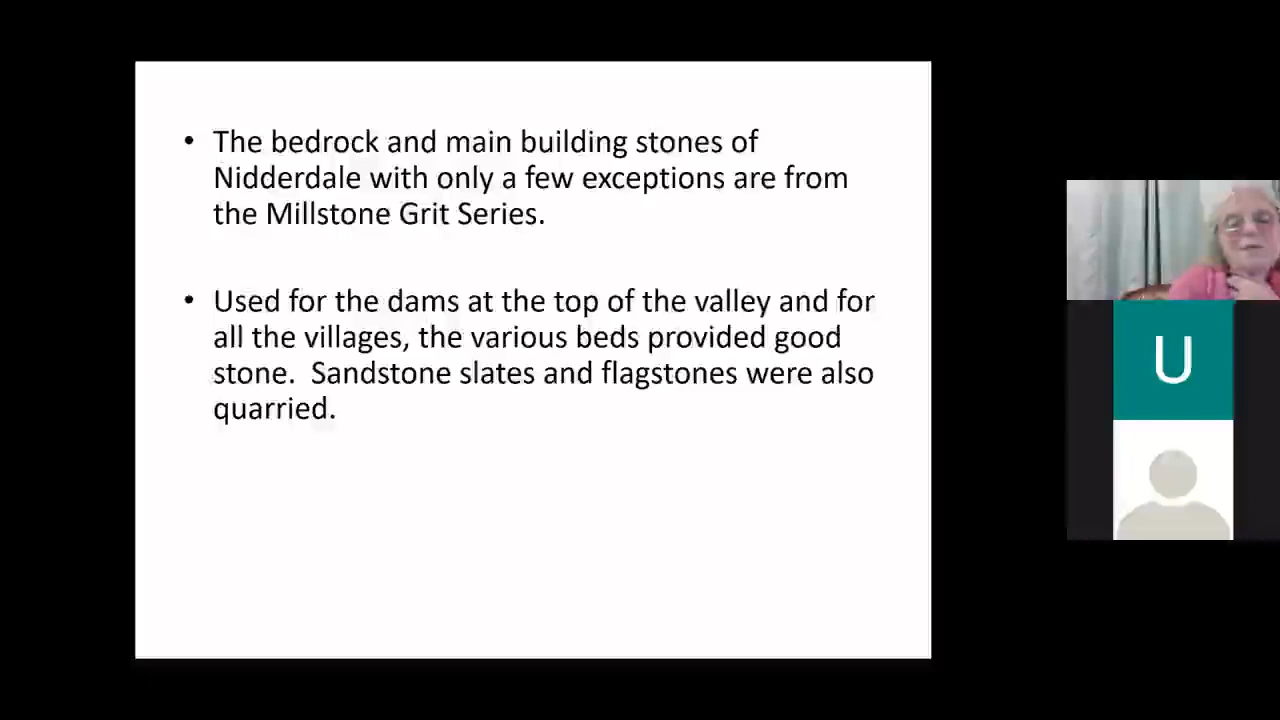 • The bedrock and main building stones of
Nidderdale with only a few exceptions are from
the Millstone Grit Series.
• Used for the dams at the top of the valley and for
all the villages, the various beds provided good
stone.  Sandstone slates and flagstones were also
quarried.
U